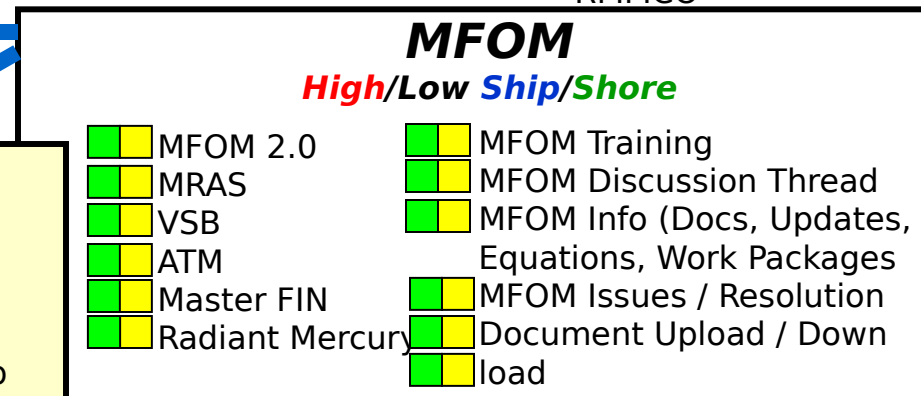 MFOM
High/Low Ship/Shore
MFOM 2.0
MRAS
VSB
ATM
Master FIN
Radiant Mercury
MFOM Training
MFOM Discussion Thread
MFOM Info (Docs, Updates,
Equations, Work Packages
MFOM Issues / Resolution
Document Upload / Down
load